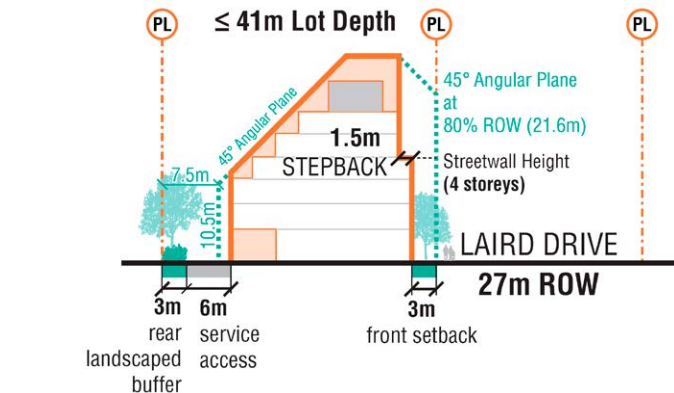 PL
≤ 41m Lot Depth
PL
PL
45° Angular Plane
45° Angular Plane
at
80% ROW (21.6m)
1.5m
STEPBACK
Streetwall Height
(4 storeys)
7.5m
10.5m
LAIRD DRIVE
27m ROW
3m
rear
landscaped
buffer
6m
service
access
3m
front setback